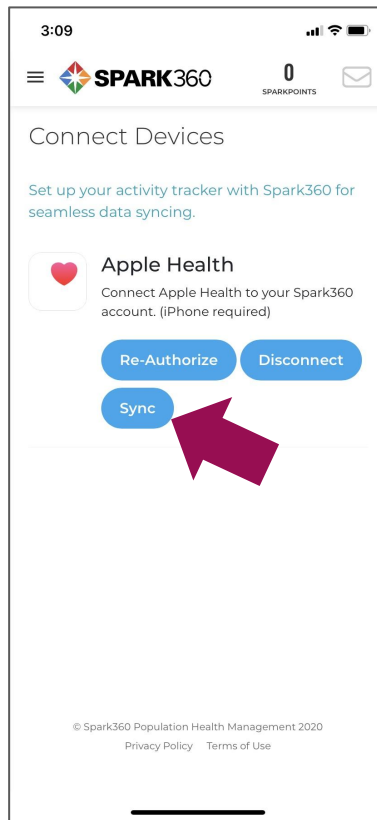 3:09
SPARK360
0
SPARKPOINTS
Connect Devices
Set up your activity tracker with Spark360 for
seamless data syncing.
Apple Health
Connect Apple Health to your Spark360
account. (iPhone required)
Re-Authorize
Disconnect
Sync
© Spark360 Population Health Management 2020
Privacy Policy Terms of Use